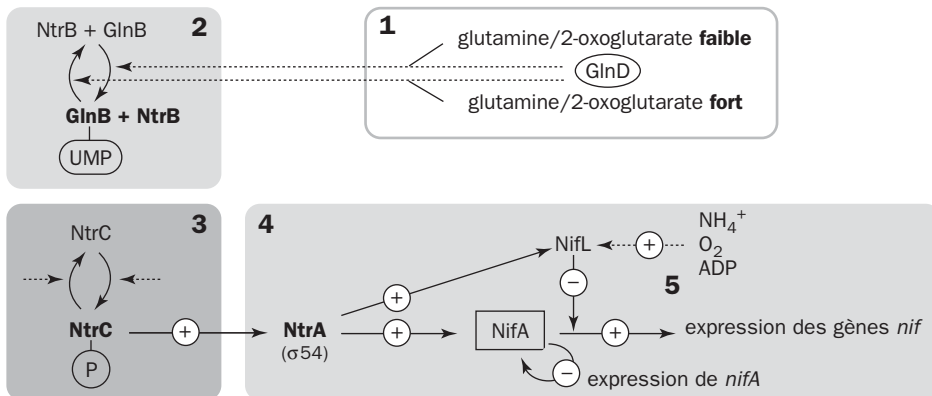 2
NtrB + GlnB
GlnB + NtrB
UMP
1
glutamine/2-oxoglutarate faible
GlnD
glutamine/2-oxoglutarate fort
3
NtrC
NtrC
P
+
4
NtrA
(σ54)
+
+
NifL
+
NH₄⁺
O₂
ADP
5
−
NifA
+
expression des gènes nif
−
expression de nifA